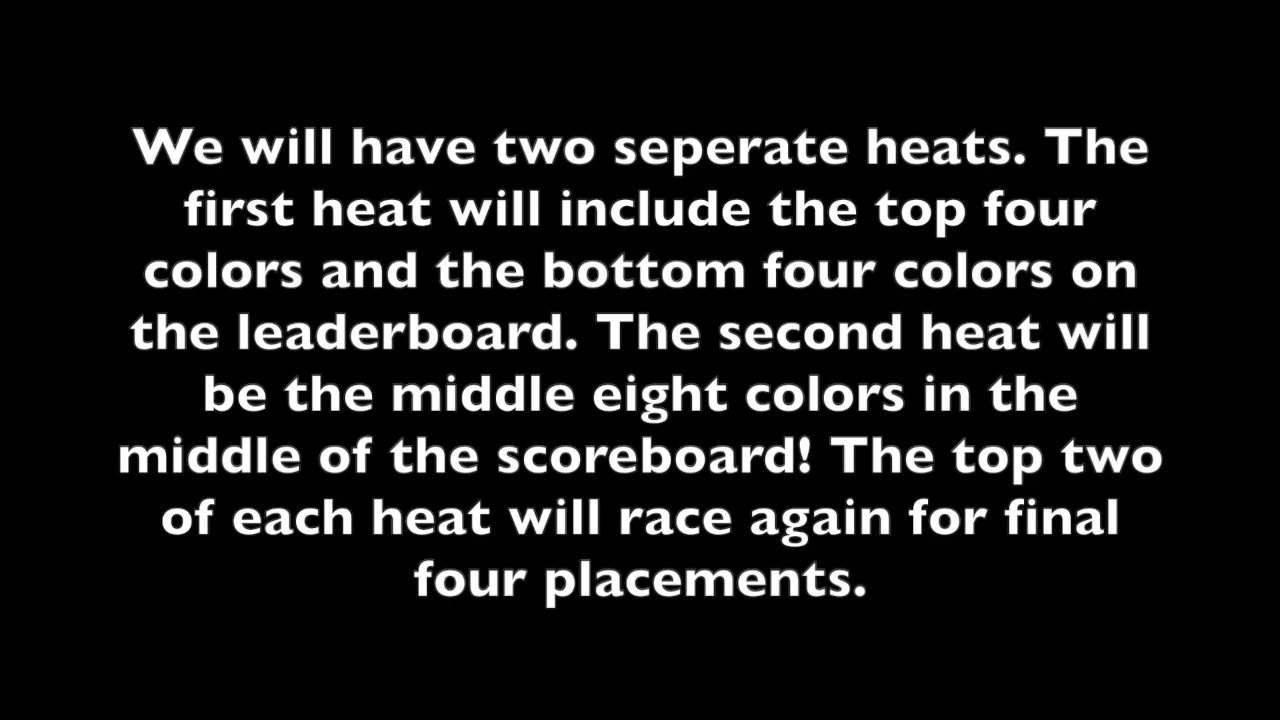 We will have two seperate heats. The
first heat will include the top four
colors and the bottom four colors on
the leaderboard. The second heat will
be the middle eight colors in the
middle of the scoreboard! The top two
of each heat will race again for final
four placements.